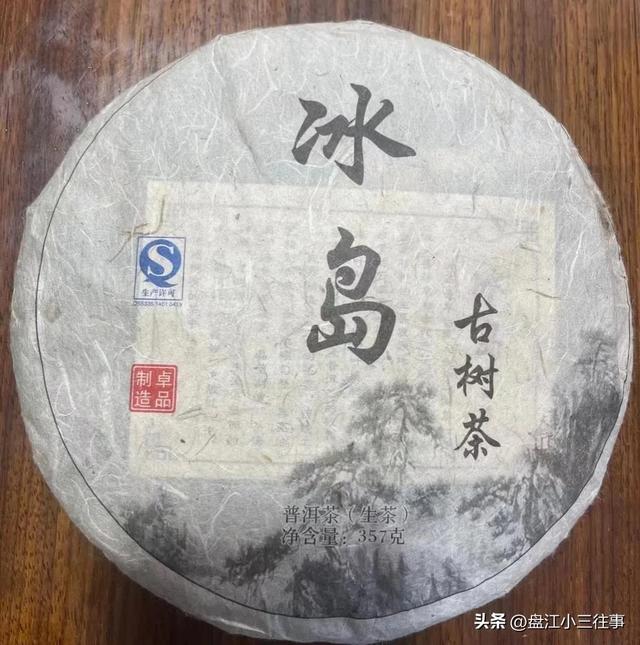 冰岛
古树茶
生产许可
卓品
制造
普洱茶（生茶）
净含量：357克
头条 @盘江小三往事